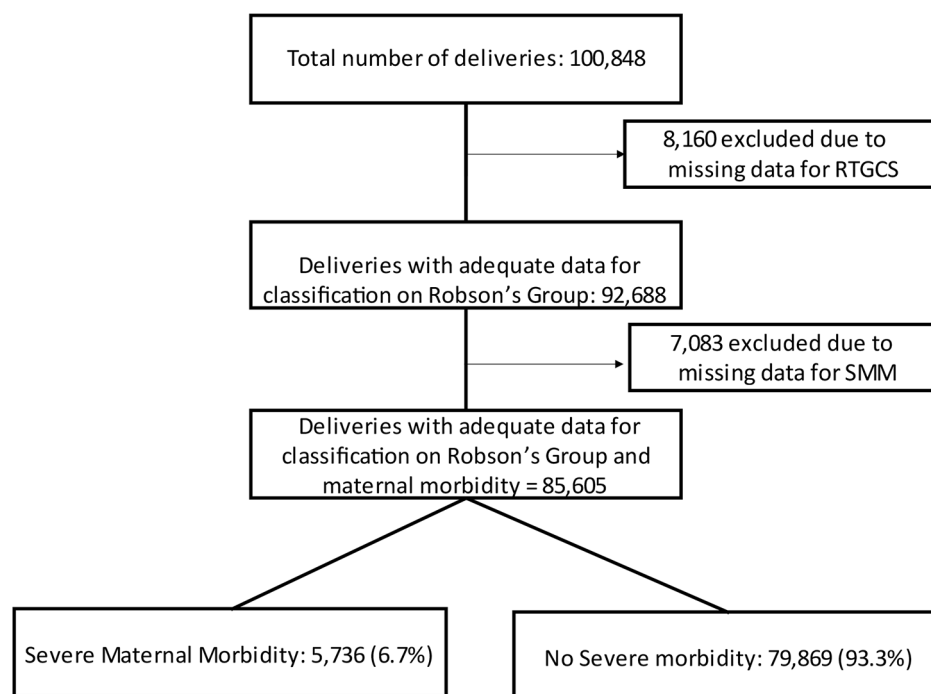 Total number of deliveries: 100,848
8,160 excluded due to
missing data for RTGCS
Deliveries with adequate data for
classification on Robson’s Group: 92,688
7,083 excluded due to
missing data for SMM
Deliveries with adequate data for
classification on Robson’s Group and
maternal morbidity = 85,605
Severe Maternal Morbidity: 5,736 (6.7%)
No Severe morbidity: 79,869 (93.3%)